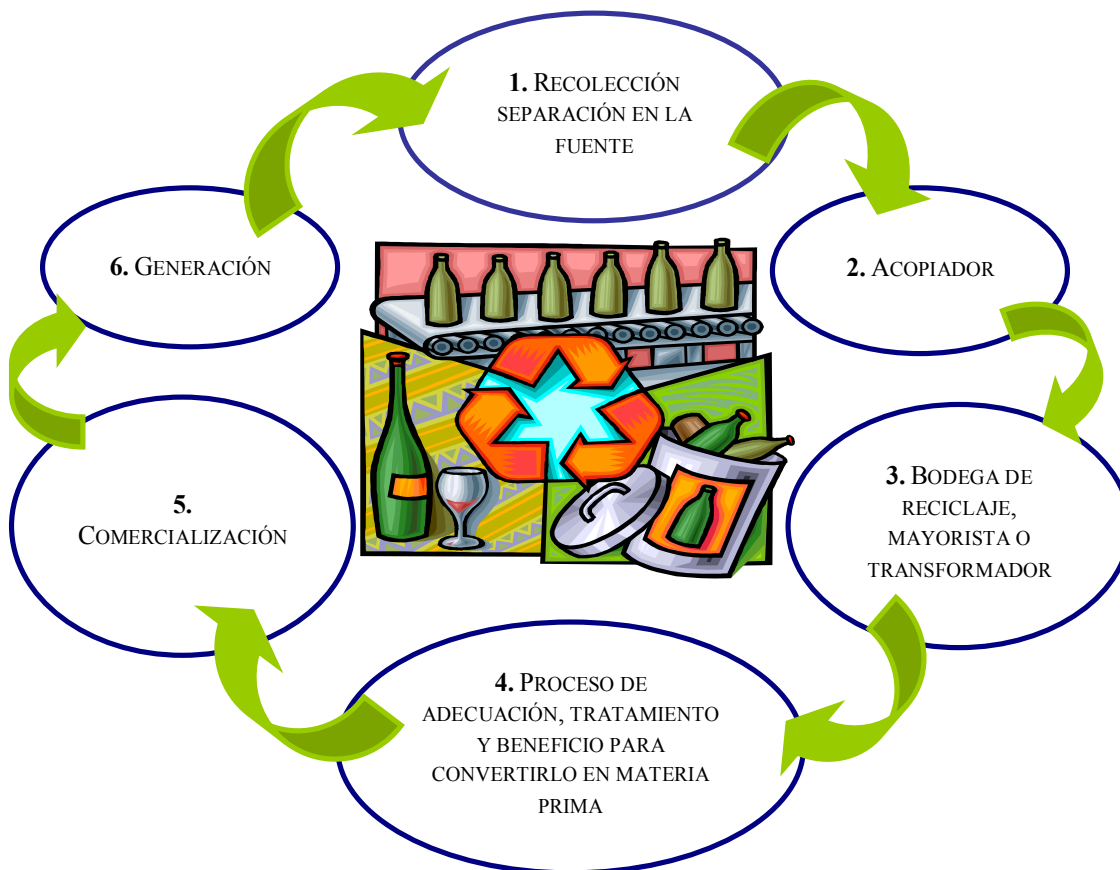 1. RECOLECCIÓN
SEPARACIÓN EN LA
FUENTE
2. ACOPIADOR
3. BODEGA DE
RECICLAJE,
MAYORISTA O
TRANSFORMADOR
4. PROCESO DE
ADECUACIÓN, TRATAMIENTO
Y BENEFICIO PARA
CONVERTIRLO EN MATERIA
PRIMA
5.
COMERCIALIZACIÓN
6. GENERACIÓN